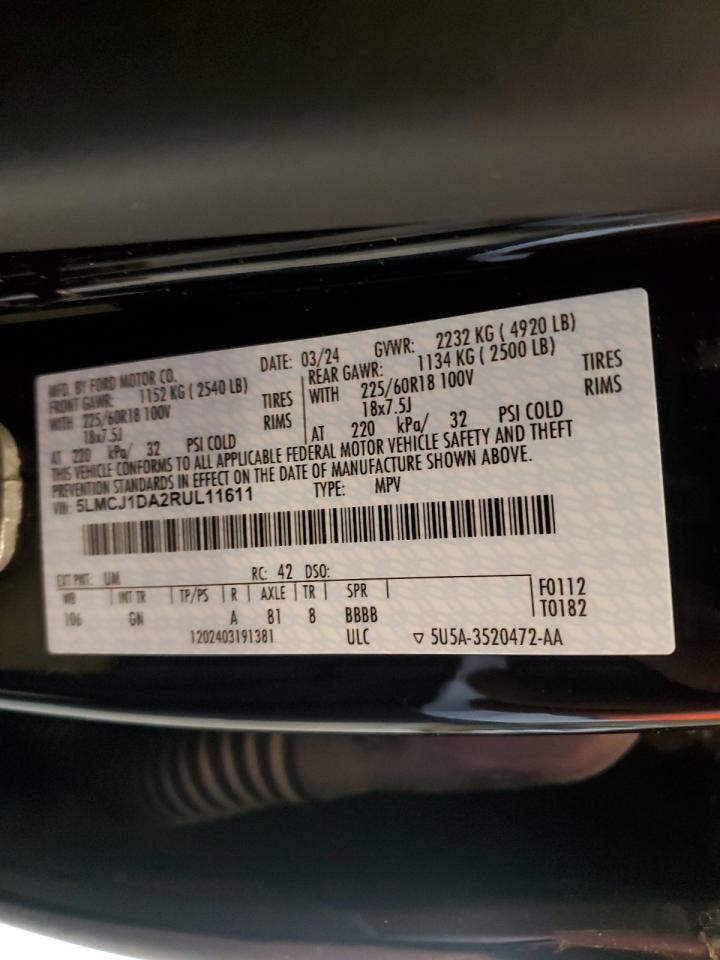 MFD. BY FORD MOTOR CO. DATE: 03/24 GVWR: 2232 KG ( 4920 LB)
FRONT GAWR: 1152 KG ( 2540 LB) REAR GAWR: 1134 KG ( 2500 LB)
WITH 225/60R18 100V TIRES WITH 225/60R18 100V TIRES
18x7.5J RIMS 18x7.5J RIMS
AT 220 kPa/ 32 PSI COLD AT 220 kPa/ 32 PSI COLD
THIS VEHICLE CONFORMS TO ALL APPLICABLE FEDERAL MOTOR VEHICLE SAFETY AND THEFT
PREVENTION STANDARDS IN EFFECT ON THE DATE OF MANUFACTURE SHOWN ABOVE.
VIN: 5LMCJ1DA2RUL11611 TYPE: MPV
EXT PNT: UM RC: 42 DSO:
WB INT TR TP/PS R AXLE TR SPR F0112
106 GN A 81 8 BBBB T0182
1202403191381 ULC ▽ 5U5A-3520472-AA